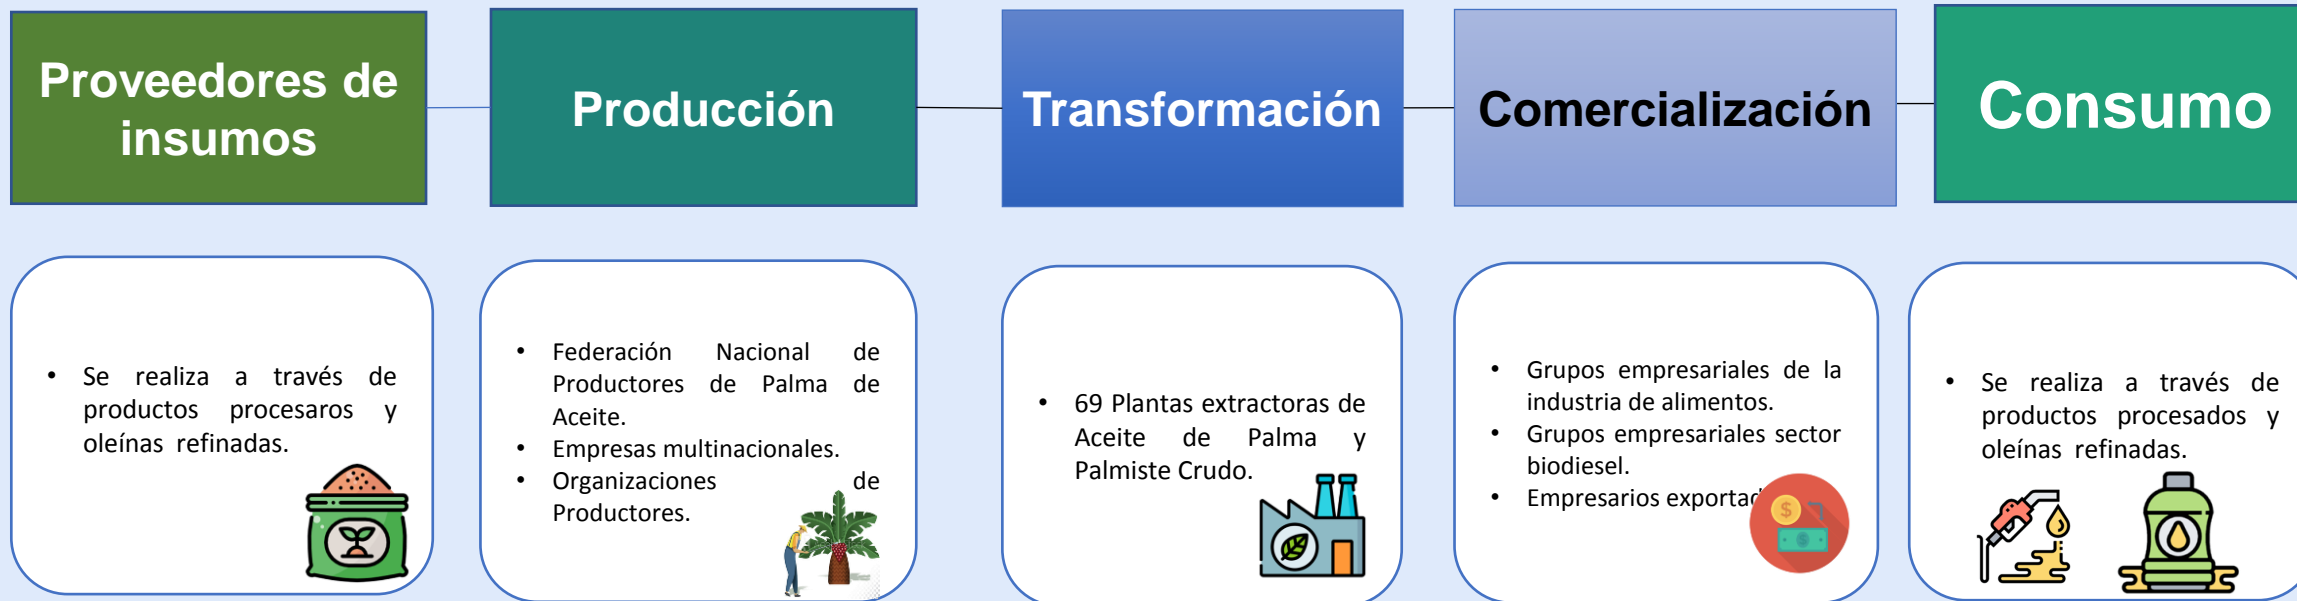 Proveedores de
insumos
Producción
Transformación
Comercialización
Consumo
• Se realiza a través de
productos procesaros y
oleínas refinadas.
• Federación Nacional de
Productores de Palma de
Aceite.
• Empresas multinacionales.
• Organizaciones de
Productores.
• 69 Plantas extractoras de
Aceite de Palma y
Palmiste Crudo.
• Grupos empresariales de la
industria de alimentos.
• Grupos empresariales sector
biodiesel.
• Empresarios
• Se realiza a través de
productos procesados y
oleínas refinadas.